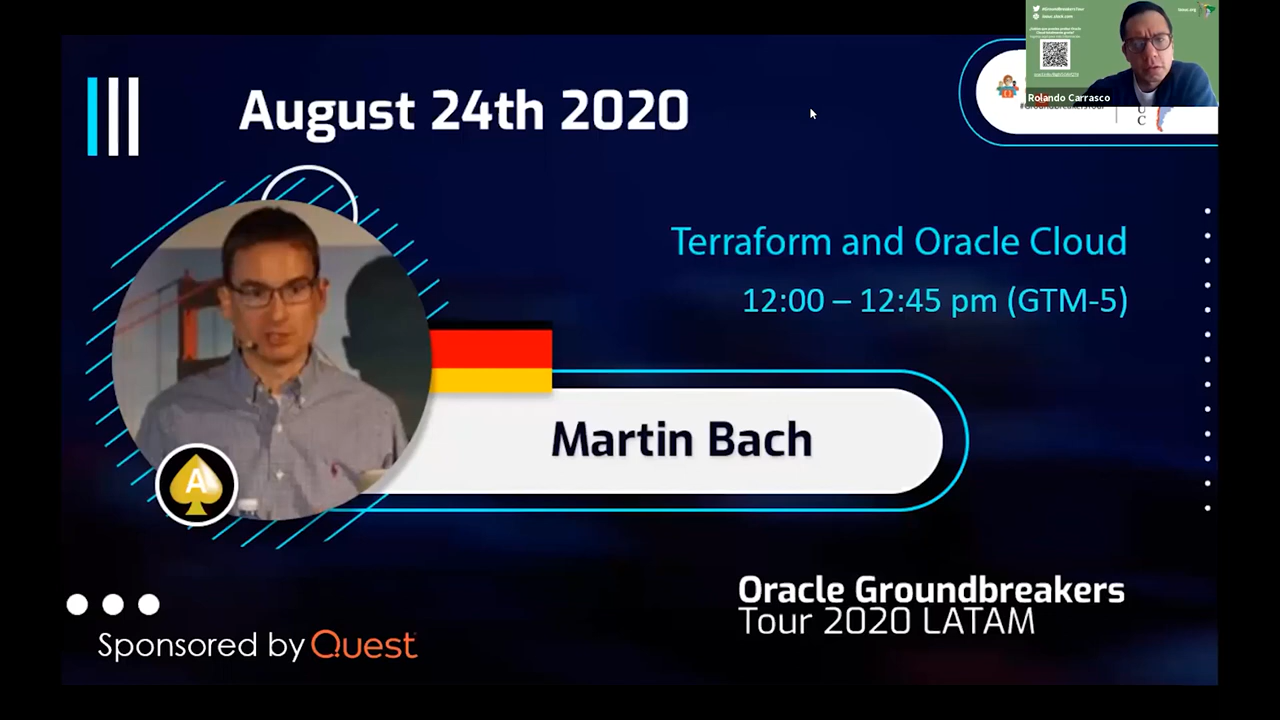 August 24th 2020
#GroundbreakersTour
Rolando Carrasco
Terraform and Oracle Cloud
12:00 – 12:45 pm (GTM-5)
Martin Bach
A
Oracle Groundbreakers
Tour 2020 LATAM
Sponsored by Quest